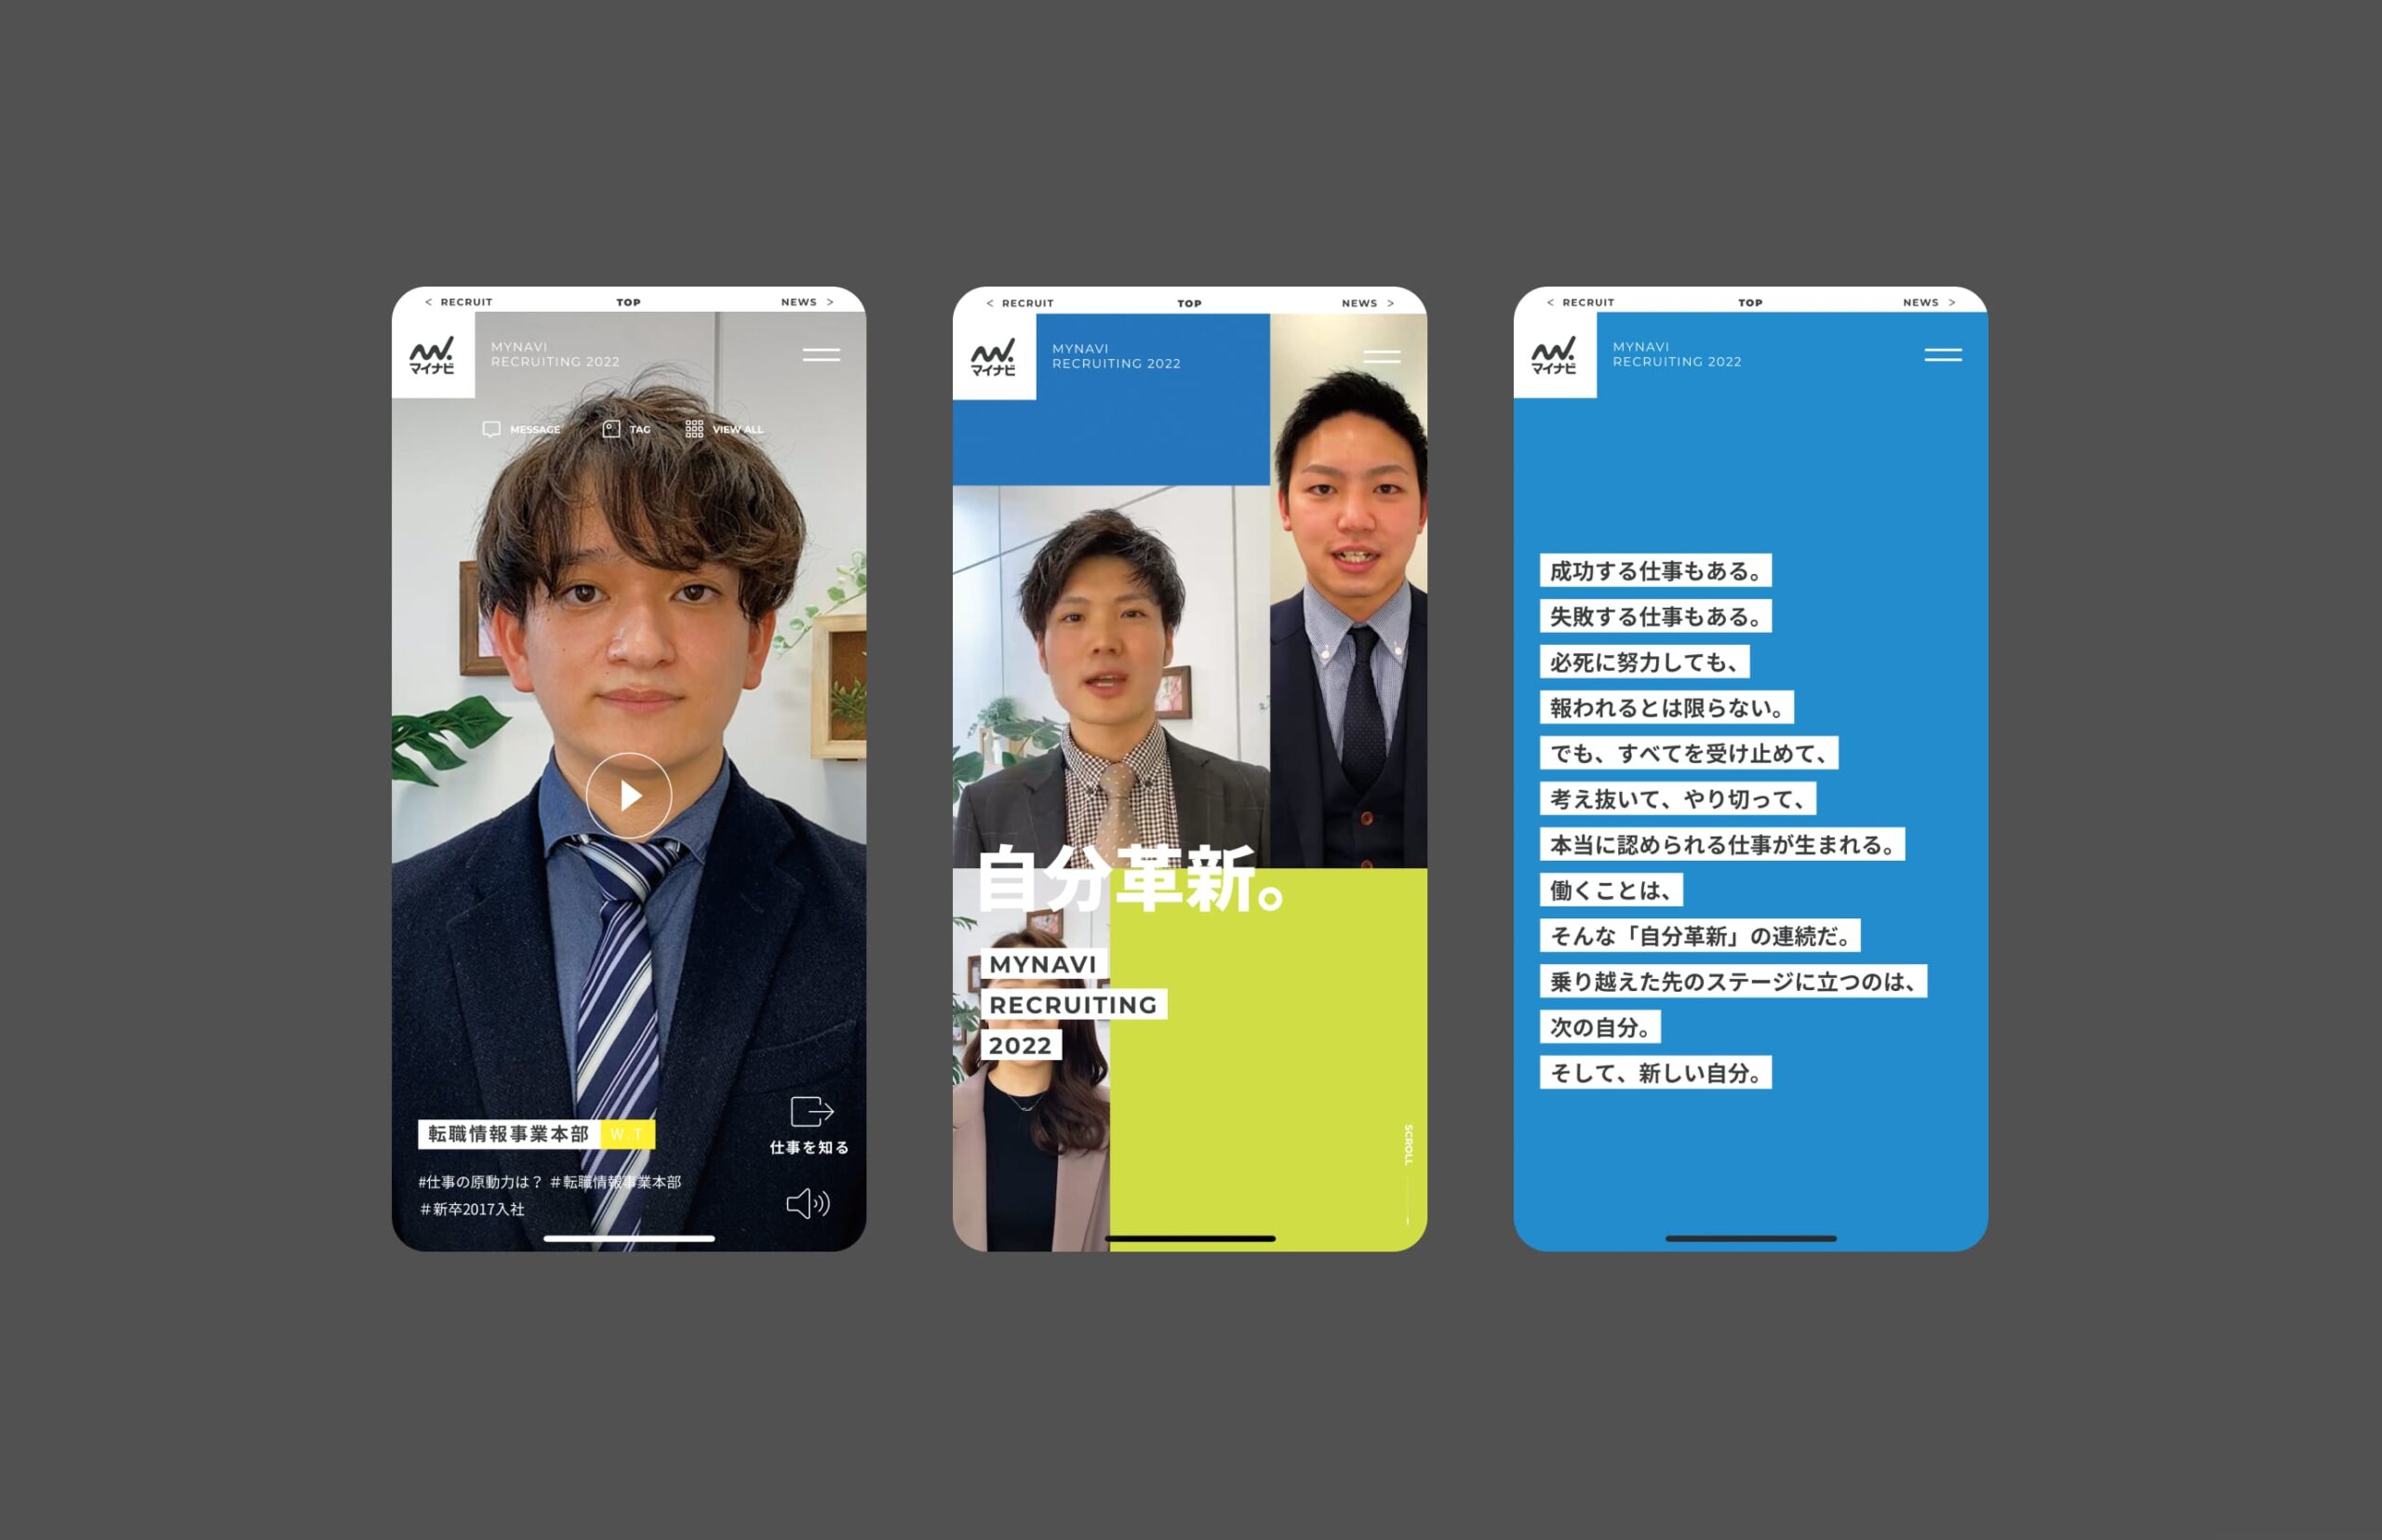 < RECRUIT
TOP
NEWS >
マイナビ
MYNAVI
RECRUITING 2022
MESSAGE
TAG
VIEW ALL
転職情報事業本部 W.T
仕事を知る
#仕事の原動力は？ #転職情報事業本部
#新卒2017入社
< RECRUIT
TOP
NEWS >
マイナビ
MYNAVI
RECRUITING 2022
自分革新。
MYNAVI
RECRUITING
2022
SCROLL
< RECRUIT
TOP
NEWS >
マイナビ
MYNAVI
RECRUITING 2022
成功する仕事もある。
失敗する仕事もある。
必死に努力しても、
報われるとは限らない。
でも、すべてを受け止めて、
考え抜いて、やり切って、
本当に認められる仕事が生まれる。
働くことは、
そんな「自分革新」の連続だ。
乗り越えた先のステージに立つのは、
次の自分。
そして、新しい自分。